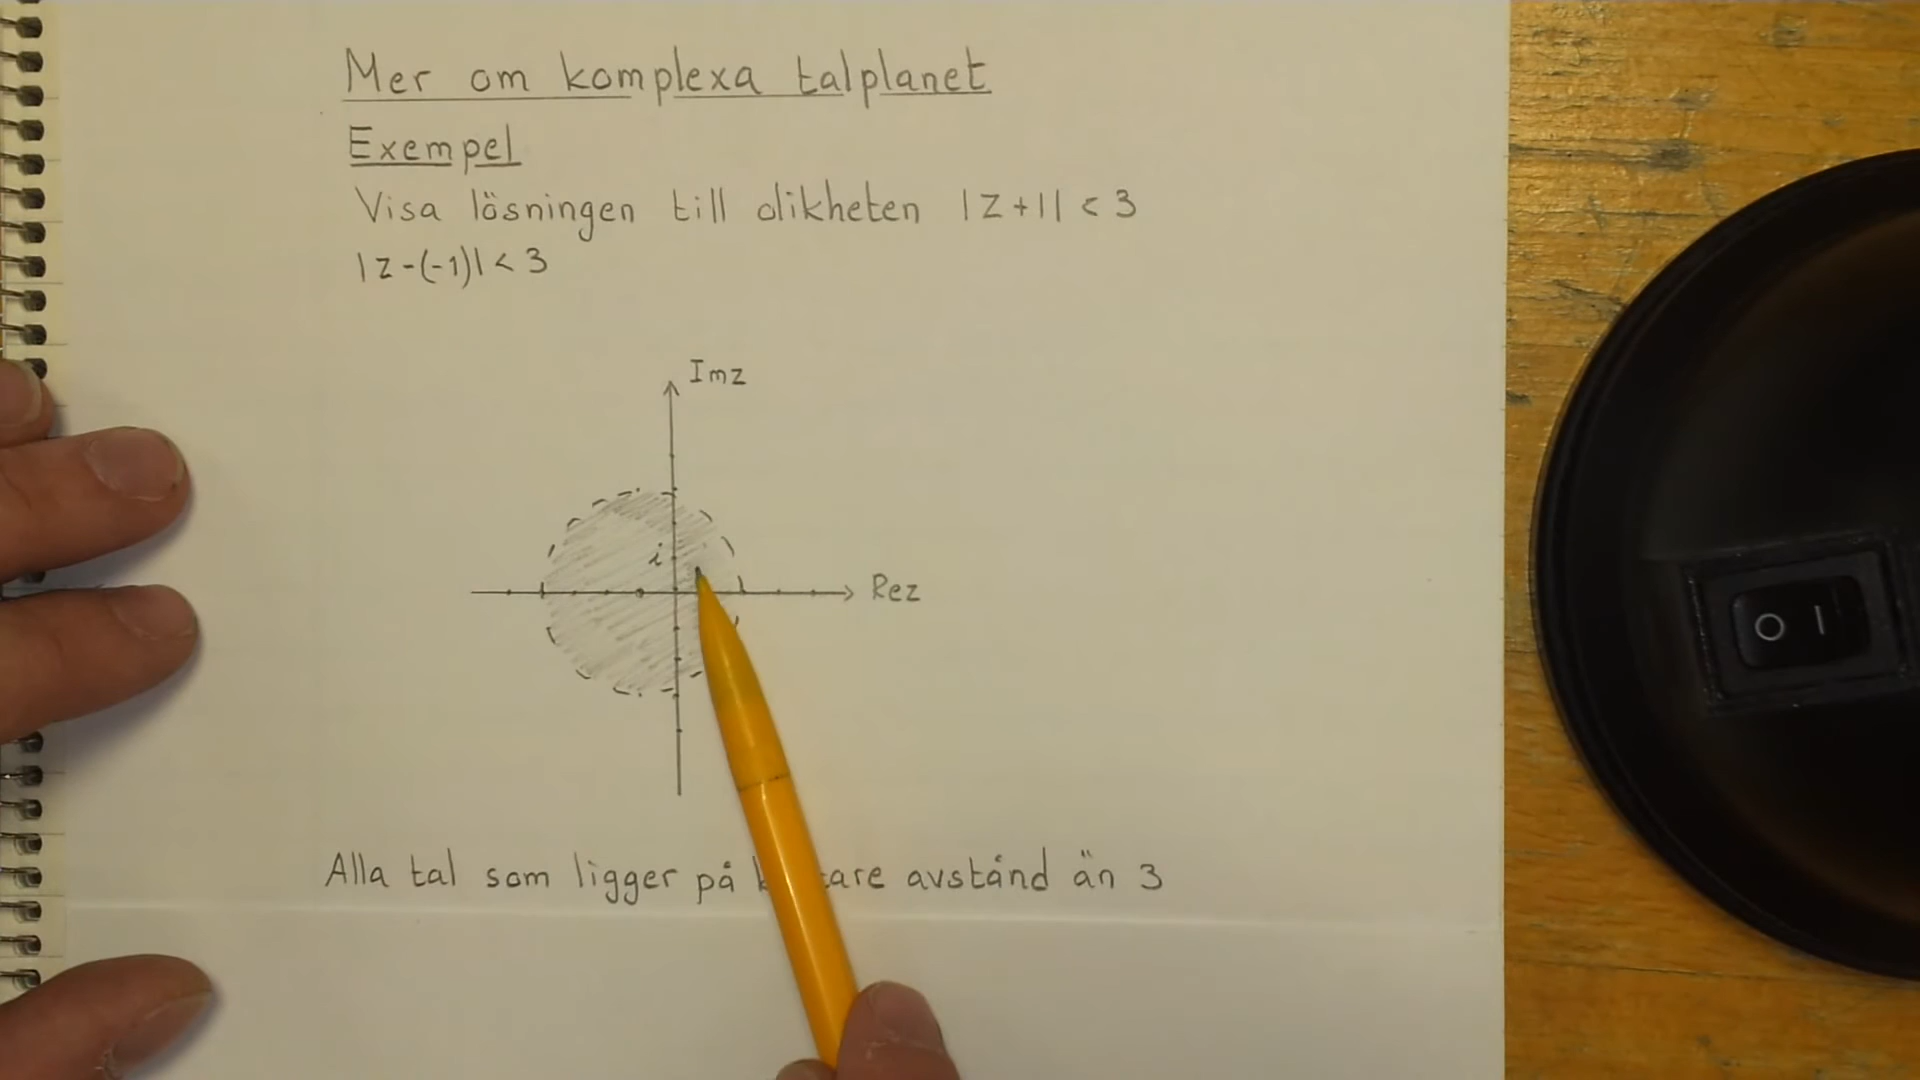 Mer om komplexa talplanet
Exempel
Visa lösningen till olikheten |z+1| < 3
|z-(-1)| < 3
Imz
i
Rez
Alla tal som ligger på avstånd än 3
O I